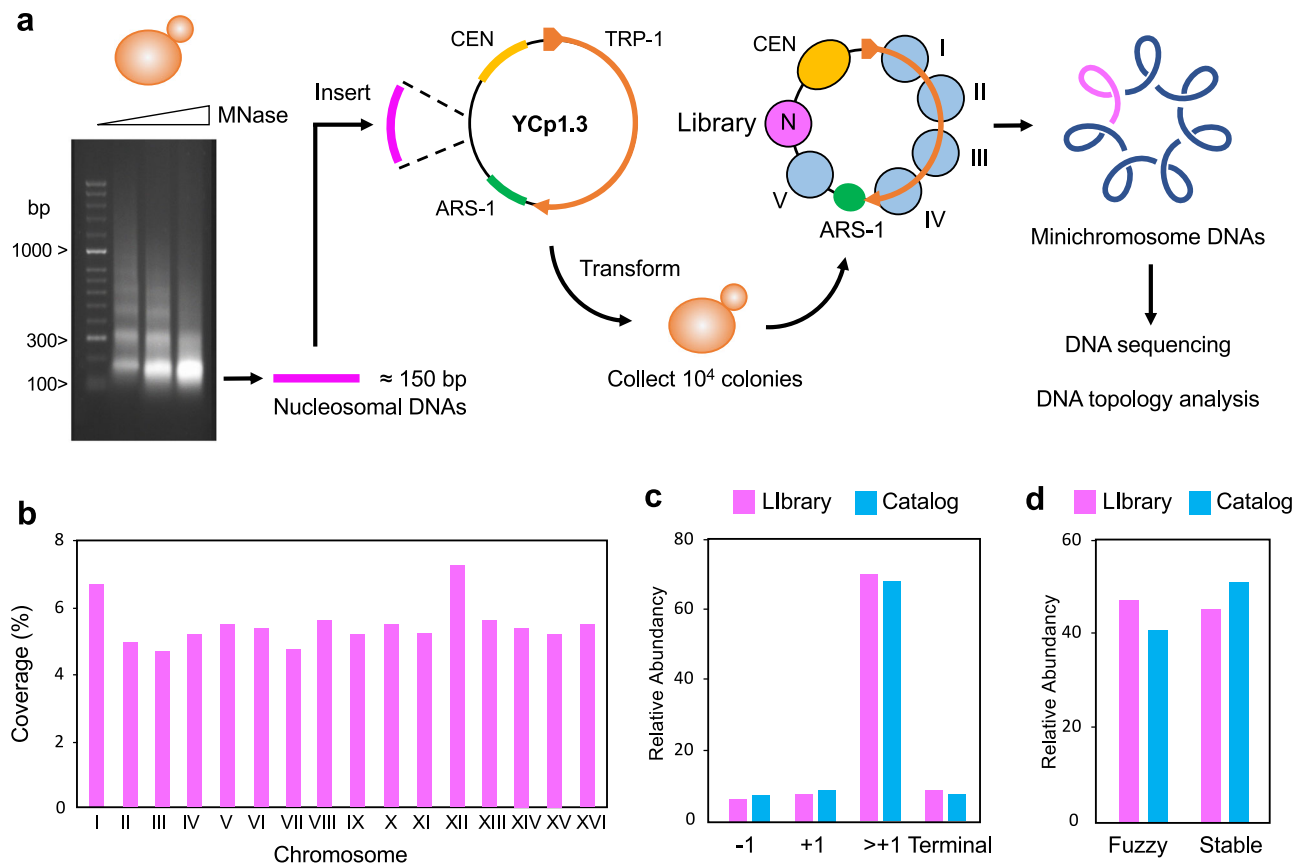 a
MNase
bp
1000 >
300>
100>
≈ 150 bp
Nucleosomal DNAs
Insert
CEN
TRP-1
YCp1.3
ARS-1
Transform
Collect 10⁴ colonies
CEN
I
II
III
IV
V
Library
N
ARS-1
Minichromosome DNAs
DNA sequencing
DNA topology analysis
b
8
6
4
2
0
Coverage (%)
I II III IV V VI VII VIII IX X XI XII XIII XIV XV XVI
Chromosome
c
LIbrary Catalog
80
60
40
20
0
Relative Abundancy
-1 +1 >+1 Terminal
d
LIbrary Catalog
60
40
20
0
Relative Abundancy
Fuzzy Stable